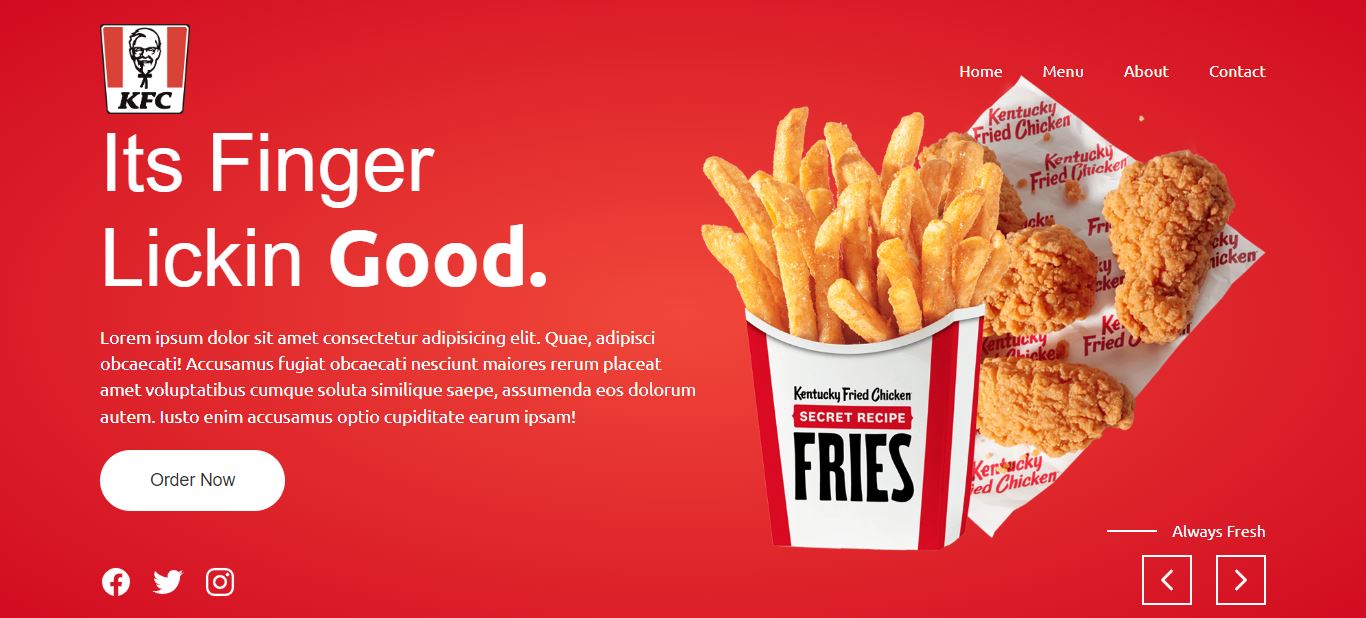 KFC
Home Menu About Contact
Its Finger
Lickin Good.
Lorem ipsum dolor sit amet consectetur adipisicing elit. Quae, adipisci
obcaecati! Accusamus fugiat obcaecati nesciunt maiores rerum placeat
amet voluptatibus cumque soluta similique saepe, assumenda eos dolorum
autem. Iusto enim accusamus optio cupiditate earum ipsam!
Order Now
Kentucky
Fried Chicken
Kentucky
Fried Chicken
Kentucky Fried Chicken
SECRET RECIPE
FRIES
Kentucky
Fried Chicken
Always Fresh